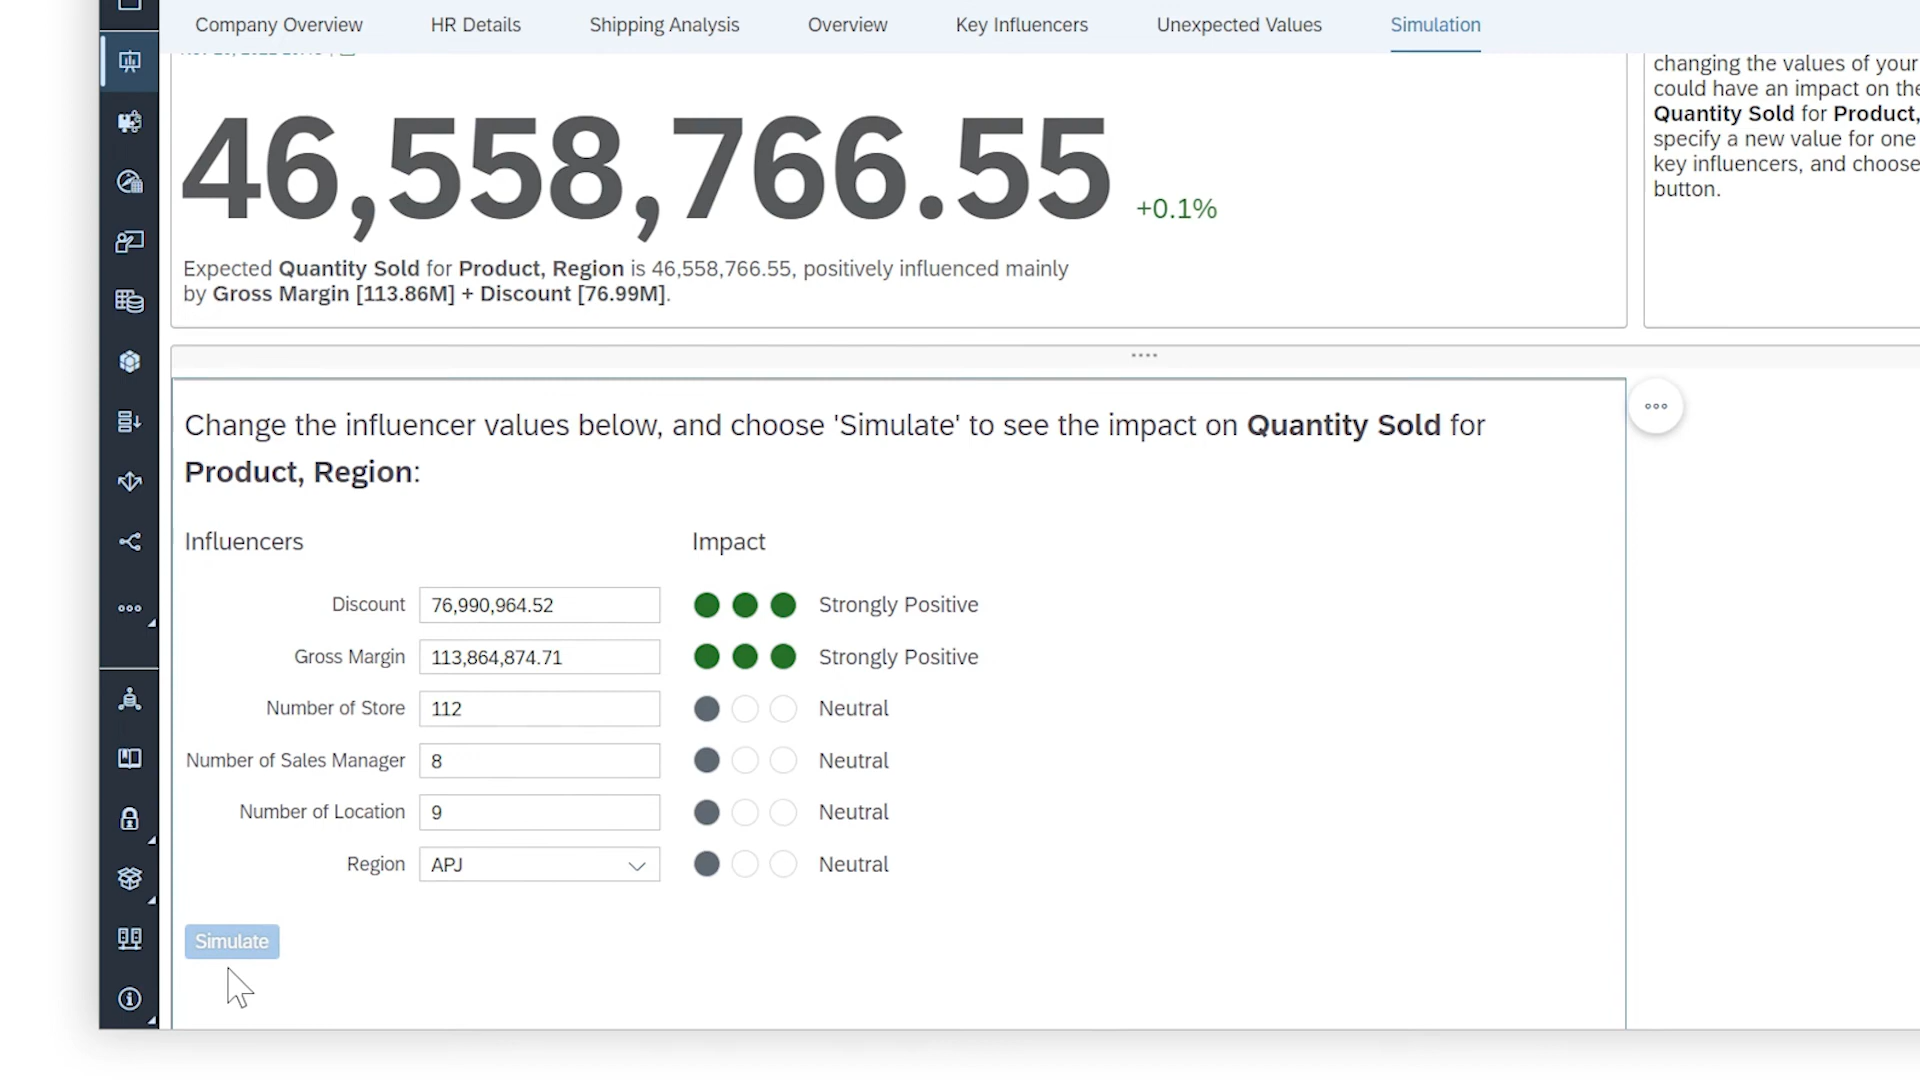 Company Overview HR Details Shipping Analysis Overview Key Influencers Unexpected Values Simulation
46,558,766.55 +0.1%
Expected Quantity Sold for Product, Region is 46,558,766.55, positively influenced mainly
by Gross Margin [113.86M] + Discount [76.99M].
changing the values of your
could have an impact on the
Quantity Sold for Product,
specify a new value for one
key influencers, and choose
button.
Change the influencer values below, and choose 'Simulate' to see the impact on Quantity Sold for
Product, Region:
Influencers Impact
Discount 76,990,964.52 Strongly Positive
Gross Margin 113,864,874.71 Strongly Positive
Number of Store 112 Neutral
Number of Sales Manager 8 Neutral
Number of Location 9 Neutral
Region APJ Neutral
Simulate